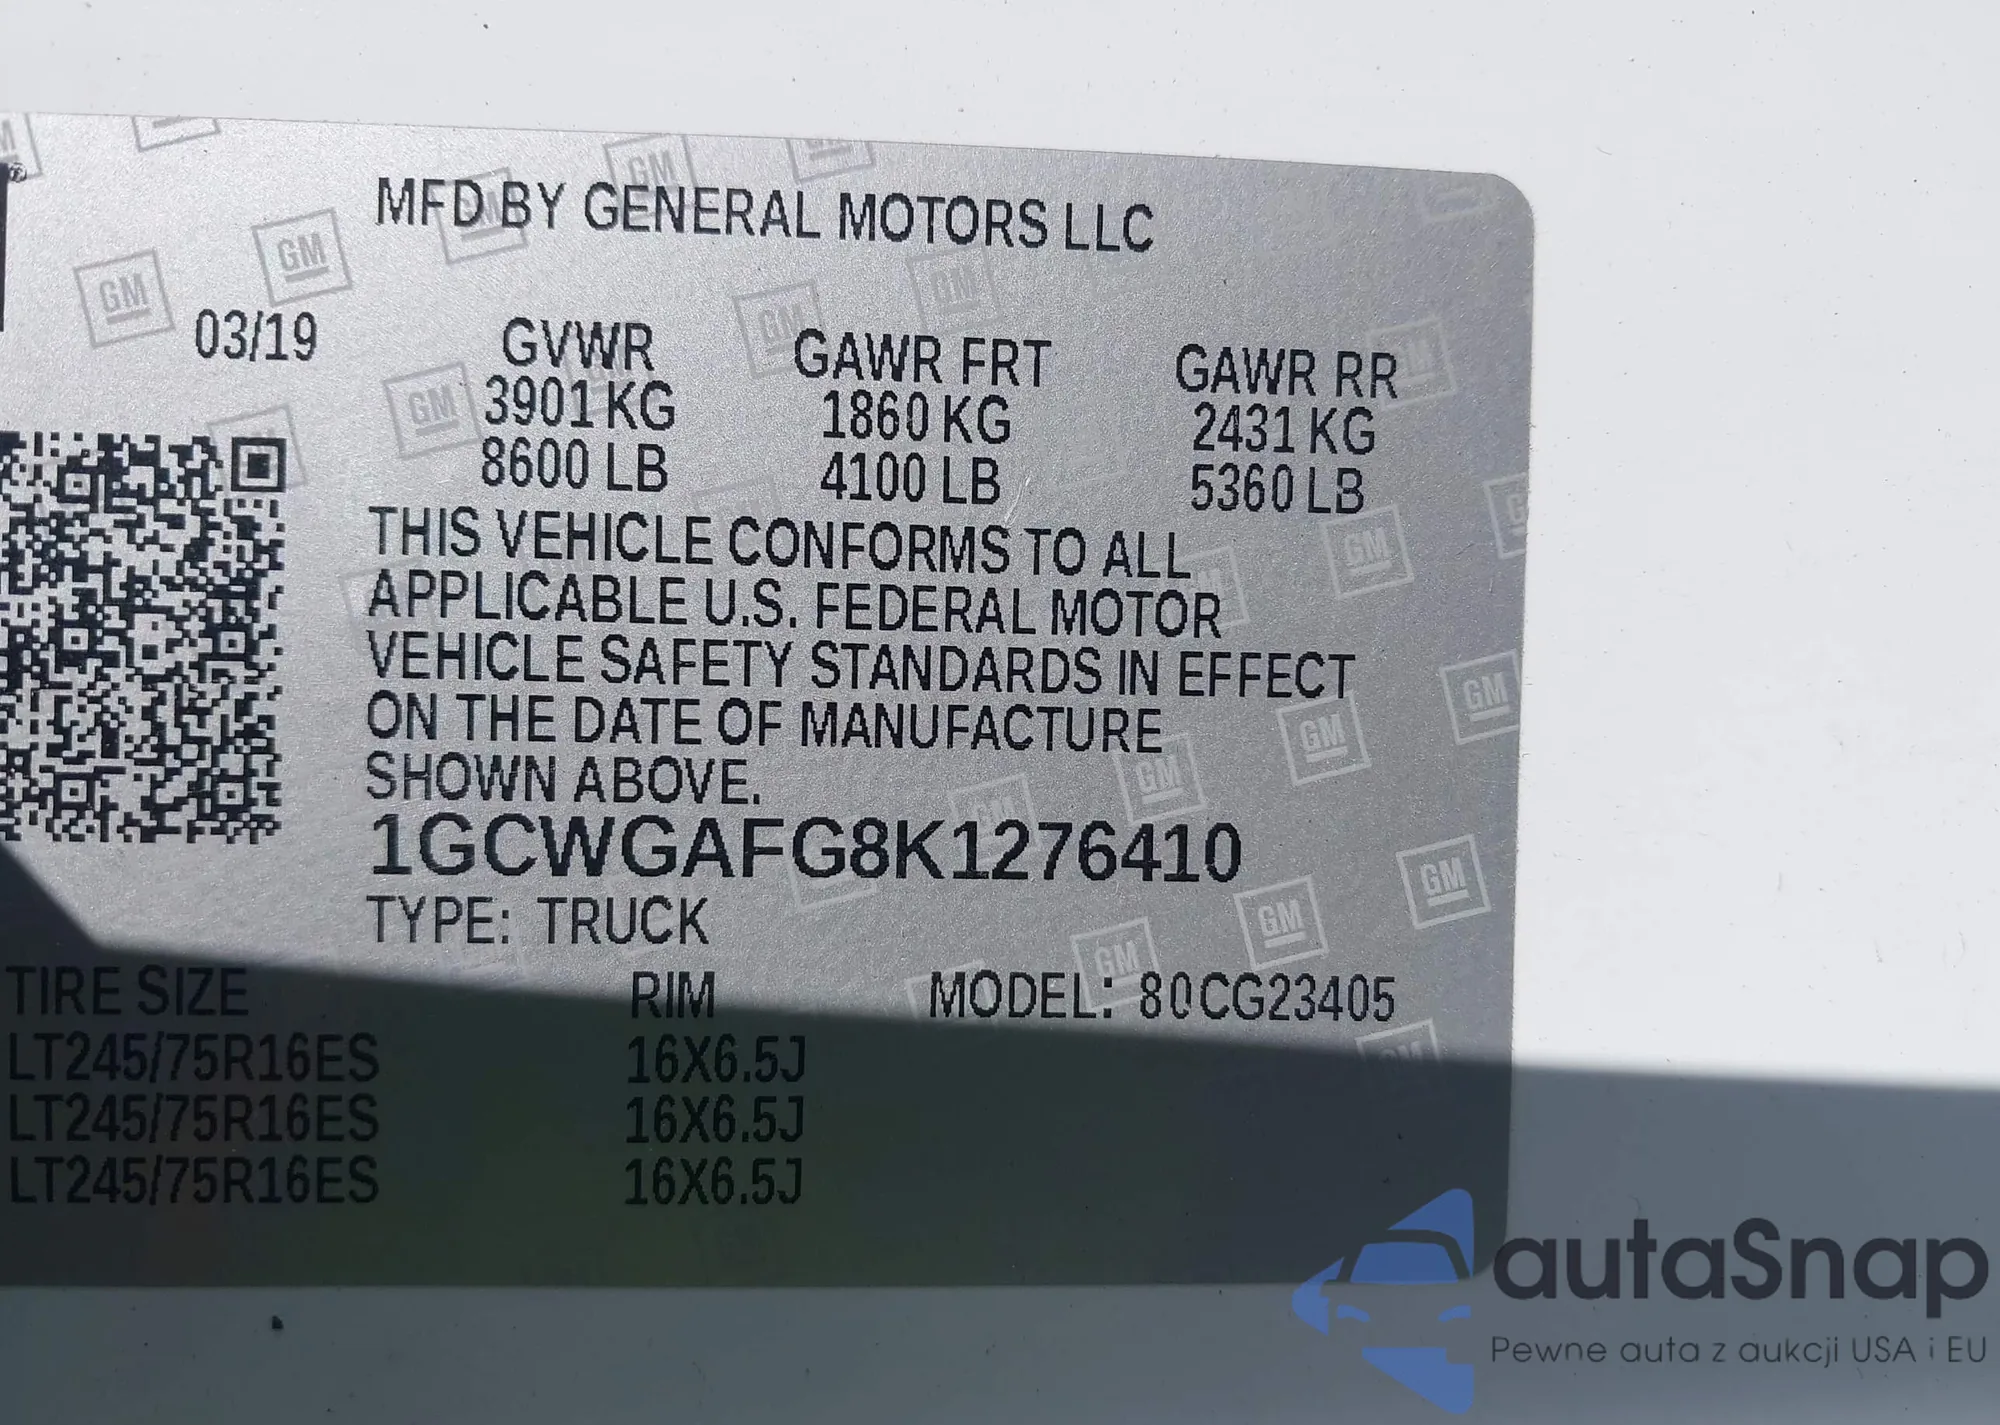 MFD BY GENERAL MOTORS LLC
03/19
GVWR GAWR FRT GAWR RR
3901 KG 1860 KG 2431 KG
8600 LB 4100 LB 5360 LB
THIS VEHICLE CONFORMS TO ALL
APPLICABLE U.S. FEDERAL MOTOR
VEHICLE SAFETY STANDARDS IN EFFECT
ON THE DATE OF MANUFACTURE
SHOWN ABOVE.
1GCWGAFG8K1276410
TYPE: TRUCK
TIRE SIZE RIM MODEL: 80CG23405
LT245/75R16ES 16X6.5J
LT245/75R16ES 16X6.5J
LT245/75R16ES 16X6.5J
autaSnap
Pewne auta z aukcji USA i EU